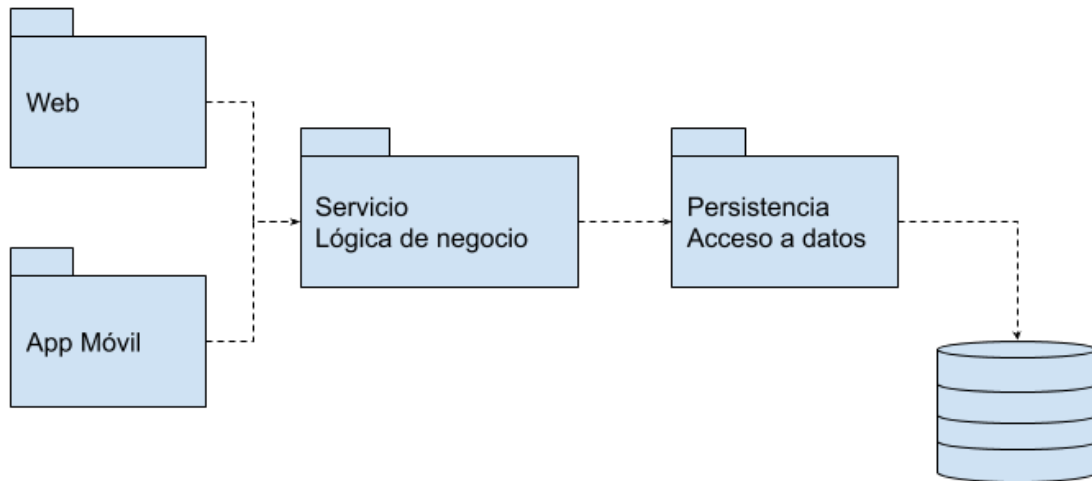 Web
Servicio
Lógica de negocio
Persistencia
Acceso a datos
App Móvil